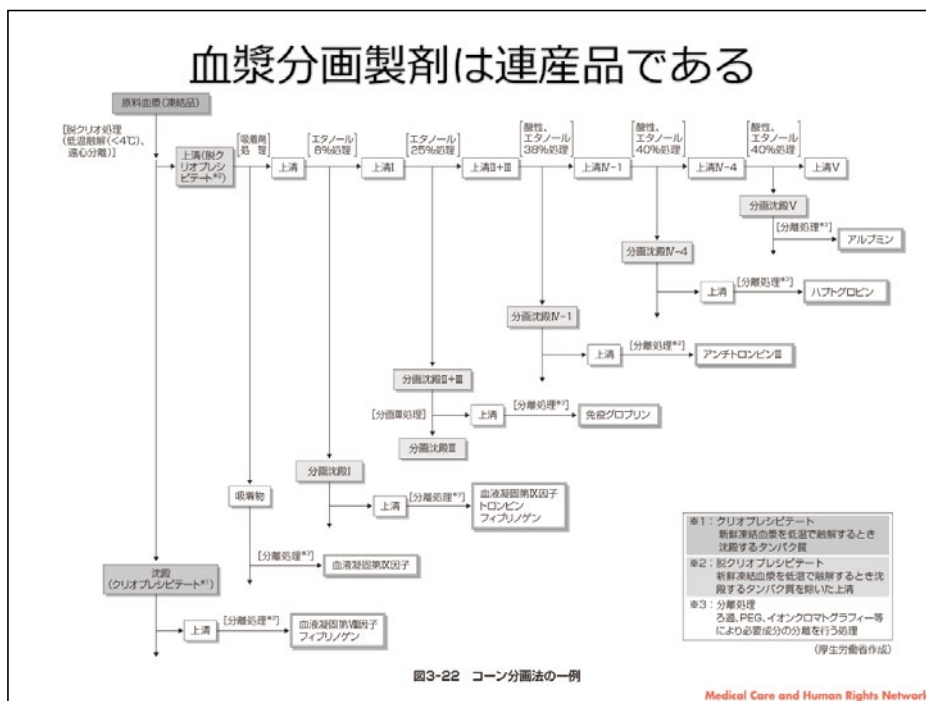 血漿分画製剤は連産品である
原料血漿(凍結品)
[脱クリオ処理
(低温融解(<4℃)、
遠心分離)]
上清(脱ク
リオプレシ
ピテート*2)
[吸着剤
処理]
上清
[エタノール
8%処理]
上清Ⅰ
[エタノール
25%処理]
上清Ⅱ+Ⅲ
[酸性、
エタノール
38%処理]
上清Ⅳ-1
[酸性、
エタノール
40%処理]
上清Ⅳ-4
[酸性、
エタノール
40%処理]
上清Ⅴ
分画沈殿Ⅴ
[分離処理*3]
アルブミン
分画沈殿Ⅳ-4
上清
[分離処理*3]
ハプトグロビン
分画沈殿Ⅳ-1
上清
[分離処理*3]
アンチトロンビンⅢ
分画沈殿Ⅱ+Ⅲ
[分画Ⅲ処理]
上清
[分離処理*3]
免疫グロブリン
分画沈殿Ⅲ
分画沈殿Ⅰ
上清
[分離処理*3]
血液凝固第Ⅸ因子
トロンビン
フィブリノゲン
吸着物
[分離処理*3]
血液凝固第Ⅸ因子
沈殿
(クリオプレシピテート*1)
上清
[分離処理*3]
血液凝固第Ⅷ因子
フィブリノゲン
※1：クリオプレシピテート
新鮮凍結血漿を低温で融解するとき
沈殿するタンパク質
※2：脱クリオプレシピテート
新鮮凍結血漿を低温で融解するとき沈
殿するタンパク質を除いた上清
※3：分離処理
ろ過、PEG、イオンクロマトグラフィー等
により必要成分の分離を行う処理
(厚生労働省作成)
図3-22 コーン分画法の一例
Medical Care and Human Rights Network